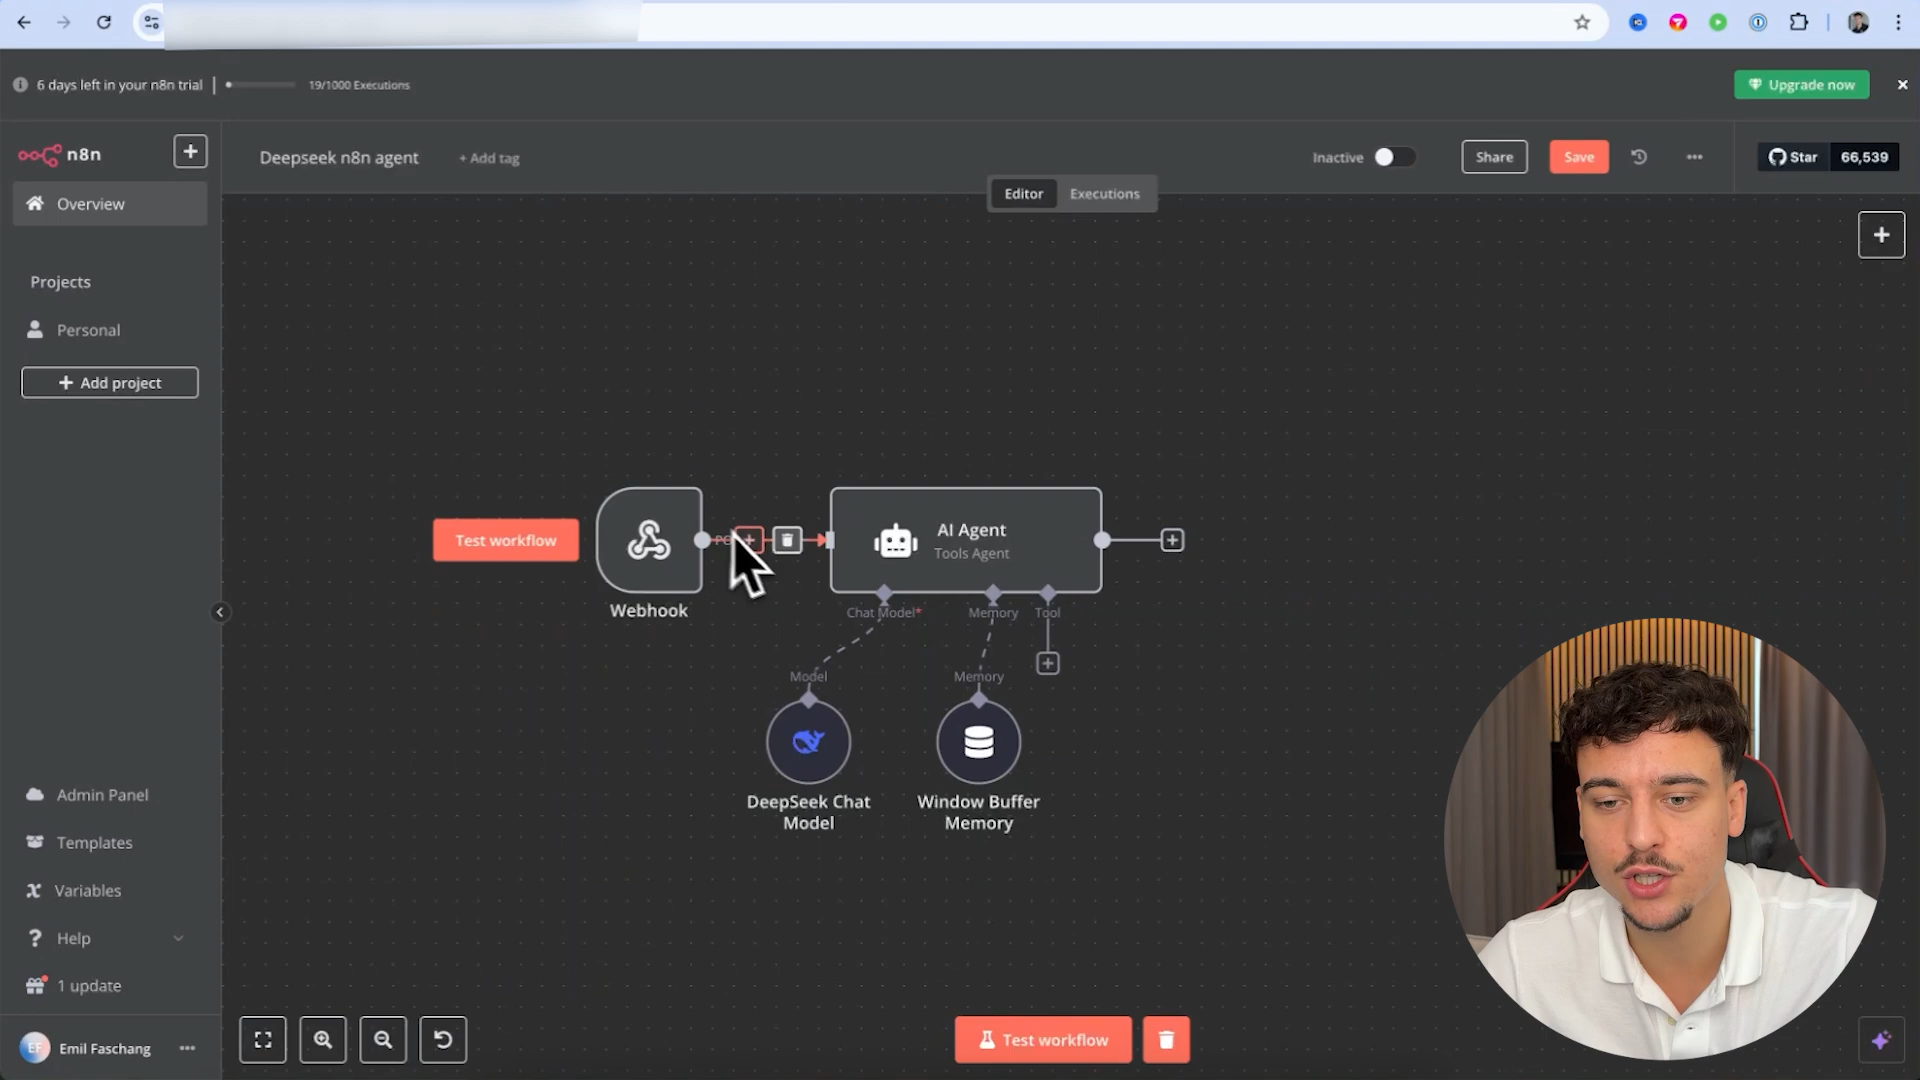 6 days left in your n8n trial
19/1000 Executions
Upgrade now
n8n
Deepseek n8n agent
+ Add tag
Inactive
Share
Save
Star
66,539
Editor
Executions
Overview
Projects
Personal
+ Add project
Test workflow
AI Agent
Tools Agent
Webhook
Chat Model*
Memory
Tool
Model
Memory
DeepSeek Chat
Model
Window Buffer
Memory
Admin Panel
Templates
Variables
Help
1 update
EF
Emil Faschang
Test workflow